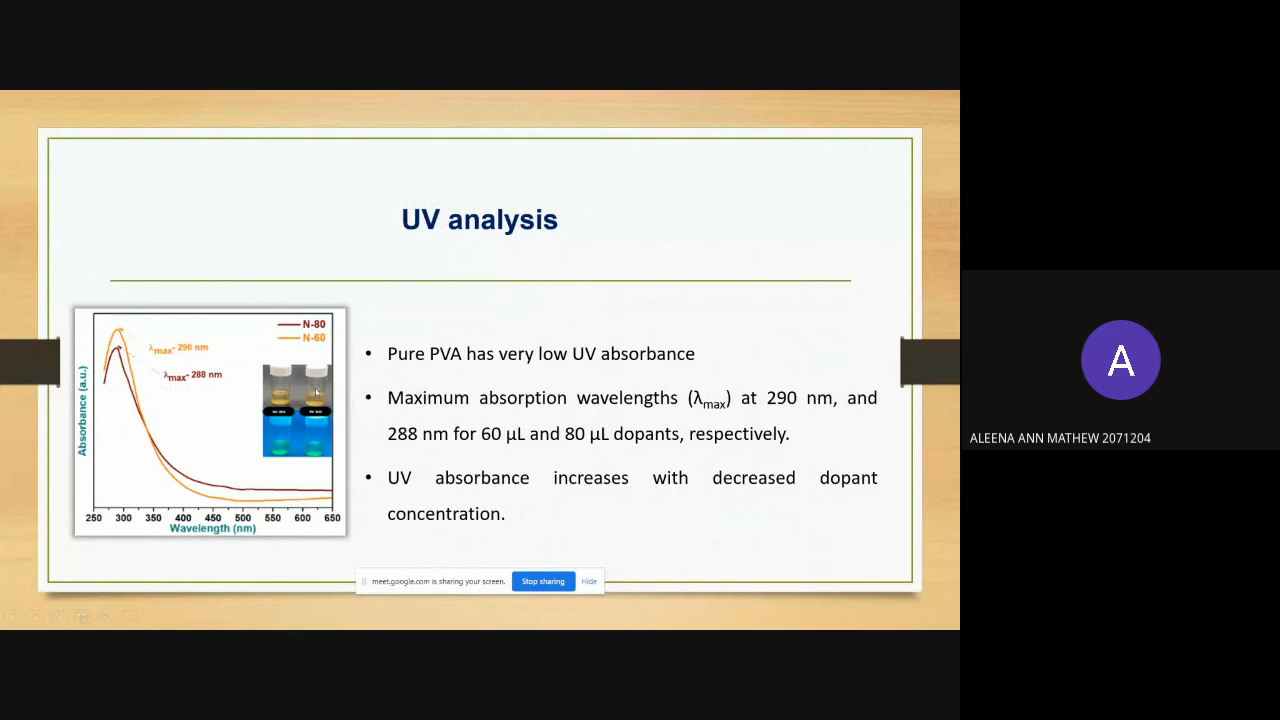 UV analysis
N-80
N-60
λmax- 290 nm
λmax- 288 nm
Absorbance (a.u.)
250 300 350 400 450 500 550 600 650
Wavelength (nm)
• Pure PVA has very low UV absorbance
• Maximum absorption wavelengths (λmax) at 290 nm, and
288 nm for 60 µL and 80 µL dopants, respectively.
• UV absorbance increases with decreased dopant
concentration.
meet.google.com is sharing your screen. Stop sharing Hide
A
ALEENA ANN MATHEW 2071204